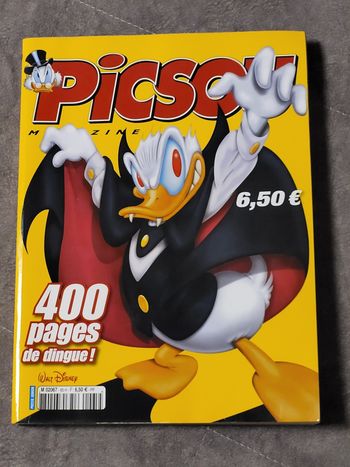 PICSOU
MAGAZINE
6,50 €
400
pages
de dingue !
WALT DISNEY